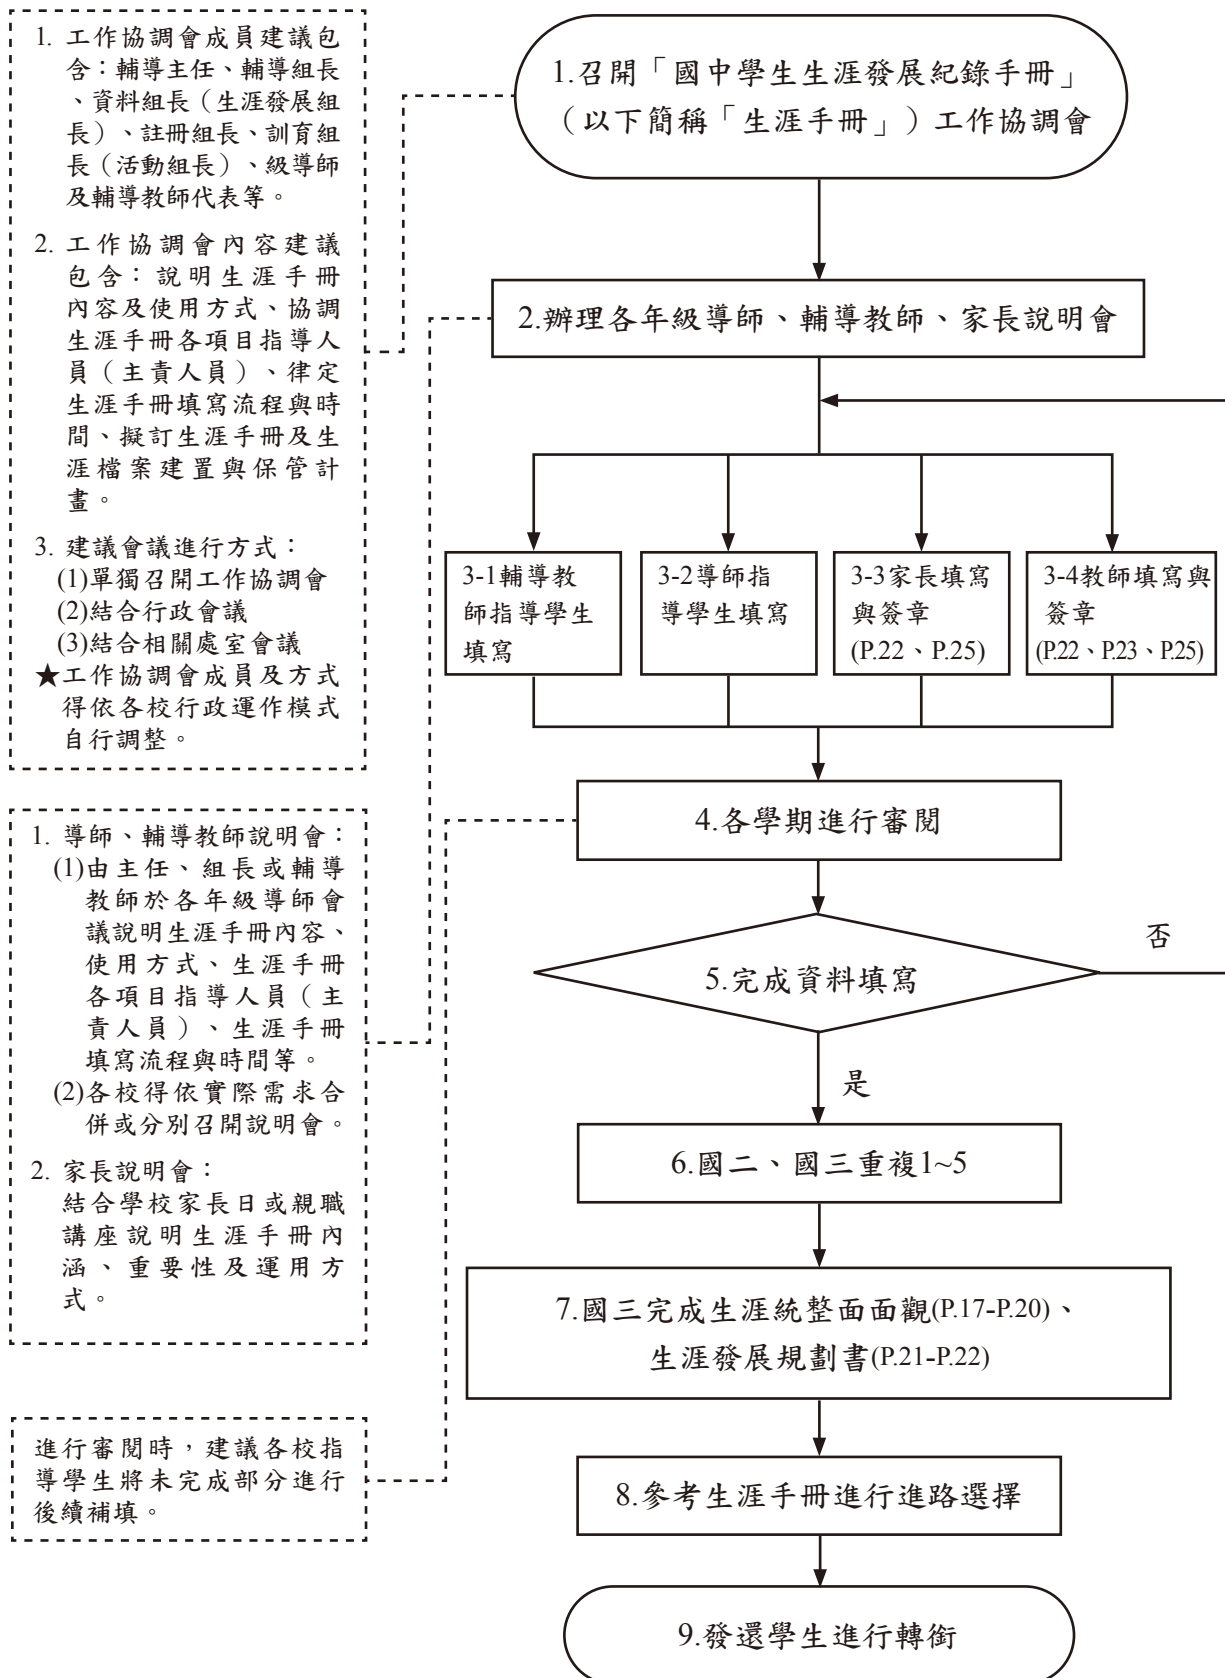 1. 工作協調會成員建議包
含：輔導主任、輔導組長
、資料組長（生涯發展組
長）、註冊組長、訓育組
長（活動組長）、級導師
及輔導教師代表等。
2. 工作協調會內容建議
包含：說明生涯手冊
內容及使用方式、協調
生涯手冊各項目指導人
員（主責人員）、律定
生涯手冊填寫流程與時
間、擬訂生涯手冊及生
涯檔案建置與保管計
畫。
3. 建議會議進行方式：
(1)單獨召開工作協調會
(2)結合行政會議
(3)結合相關處室會議
★工作協調會成員及方式
得依各校行政運作模式
自行調整。
1. 導師、輔導教師說明會：
(1)由主任、組長或輔導
教師於各年級導師會
議說明生涯手冊內容、
使用方式、生涯手冊
各項目指導人員（主
責人員）、生涯手冊
填寫流程與時間等。
(2)各校得依實際需求合
併或分別召開說明會。
2. 家長說明會：
結合學校家長日或親職
講座說明生涯手冊內
涵、重要性及運用方
式。
進行審閱時，建議各校指
導學生將未完成部分進行
後續補填。
1.召開「國中學生生涯發展紀錄手冊」
（以下簡稱「生涯手冊」）工作協調會
2.辦理各年級導師、輔導教師、家長說明會
3-1輔導教
師指導學生
填寫
3-2導師指
導學生填寫
3-3家長填寫
與簽章
(P.22、P.25)
3-4教師填寫與
簽章
(P.22、P.23、P.25)
4.各學期進行審閱
5.完成資料填寫
否
是
6.國二、國三重複1~5
7.國三完成生涯統整面面觀(P.17-P.20)、
生涯發展規劃書(P.21-P.22)
8.參考生涯手冊進行進路選擇
9.發還學生進行轉銜